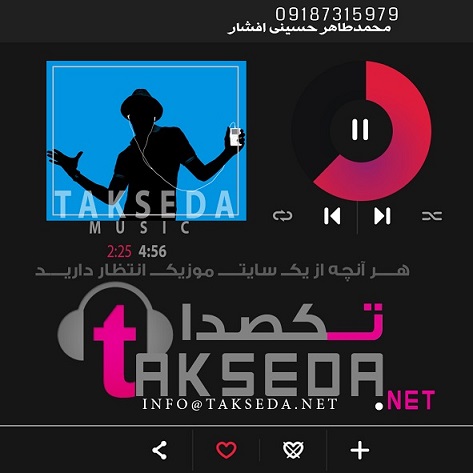 09187315979
محمدطاهر حسینی افشار
TAKSEDA
MUSIC
2:25 4:56
هر آنچه از یک سایت موزیک انتظار دارید
تکصدا
tAKSEDA
.NET
INFO@TAKSEDA.NET